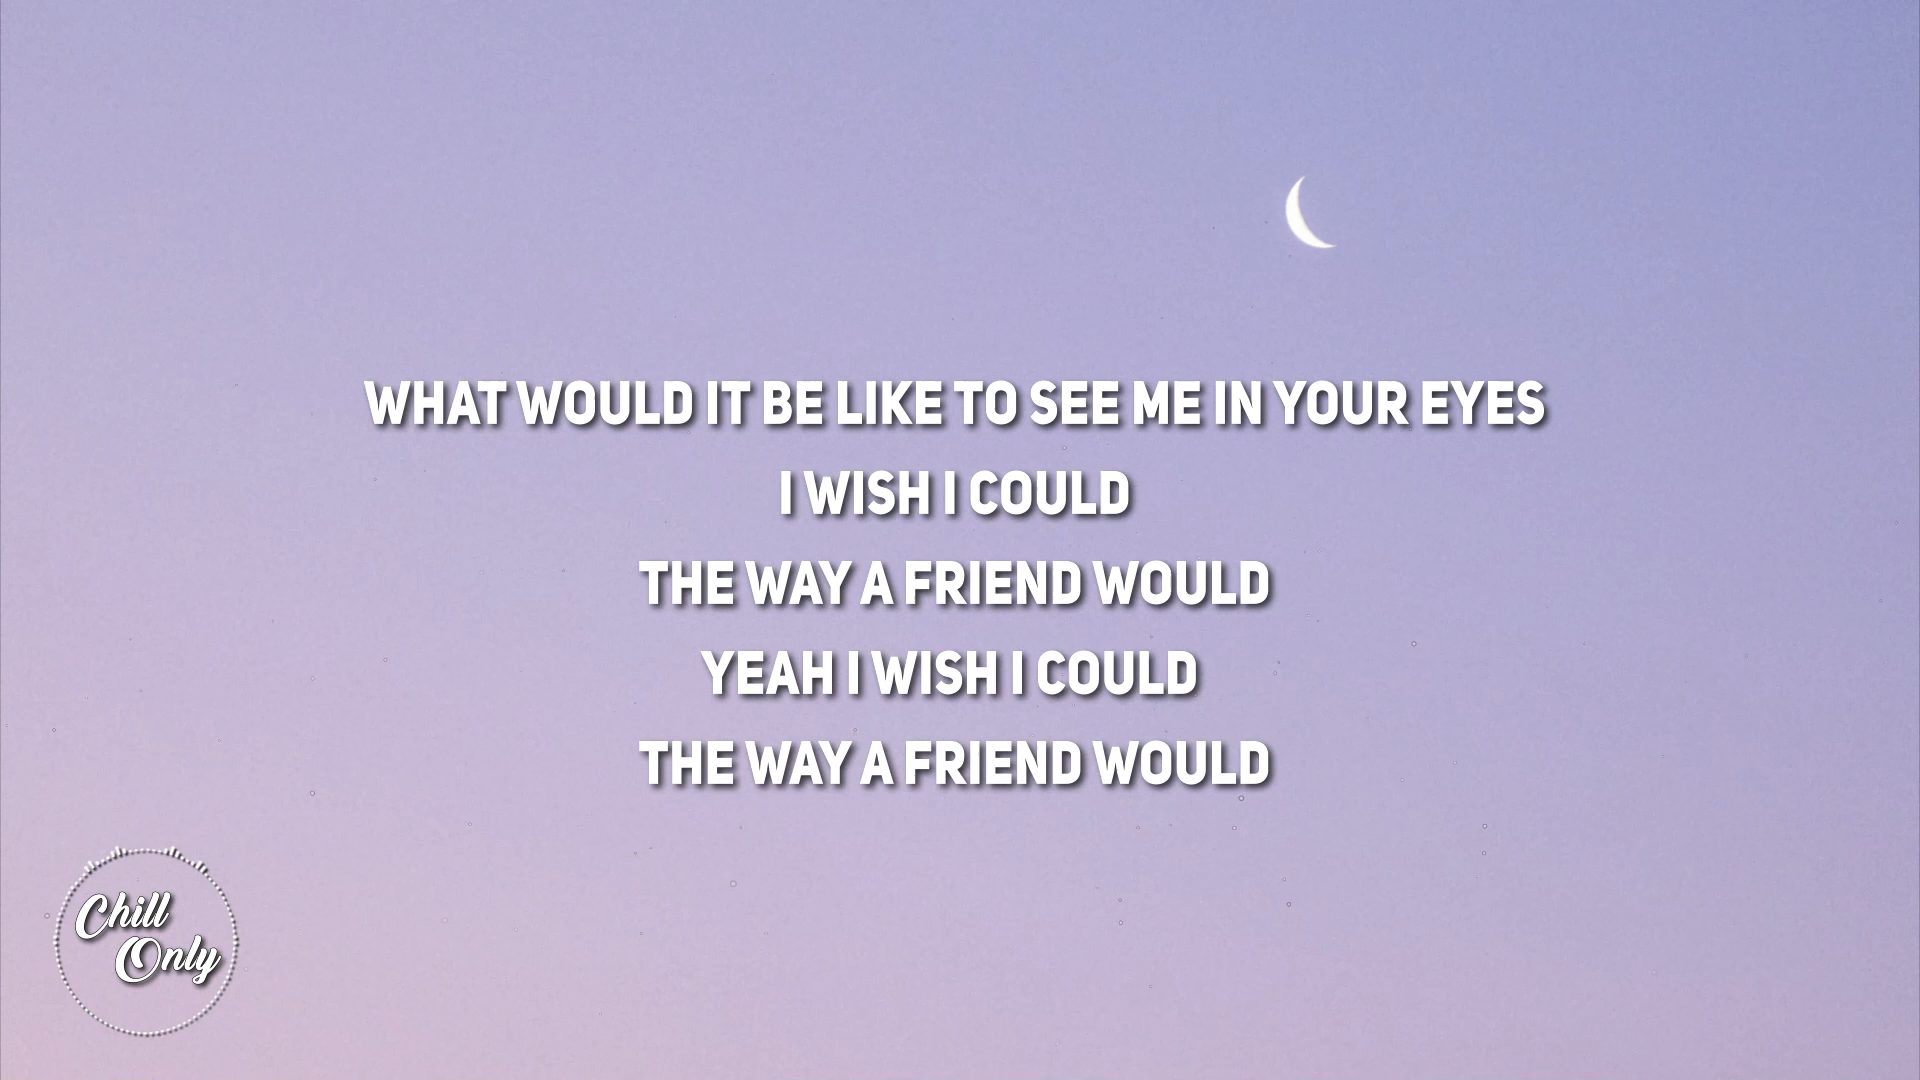 WHAT WOULD IT BE LIKE TO SEE ME IN YOUR EYES
I WISH I COULD
THE WAY A FRIEND WOULD
YEAH I WISH I COULD
THE WAY A FRIEND WOULD
Chill
Only